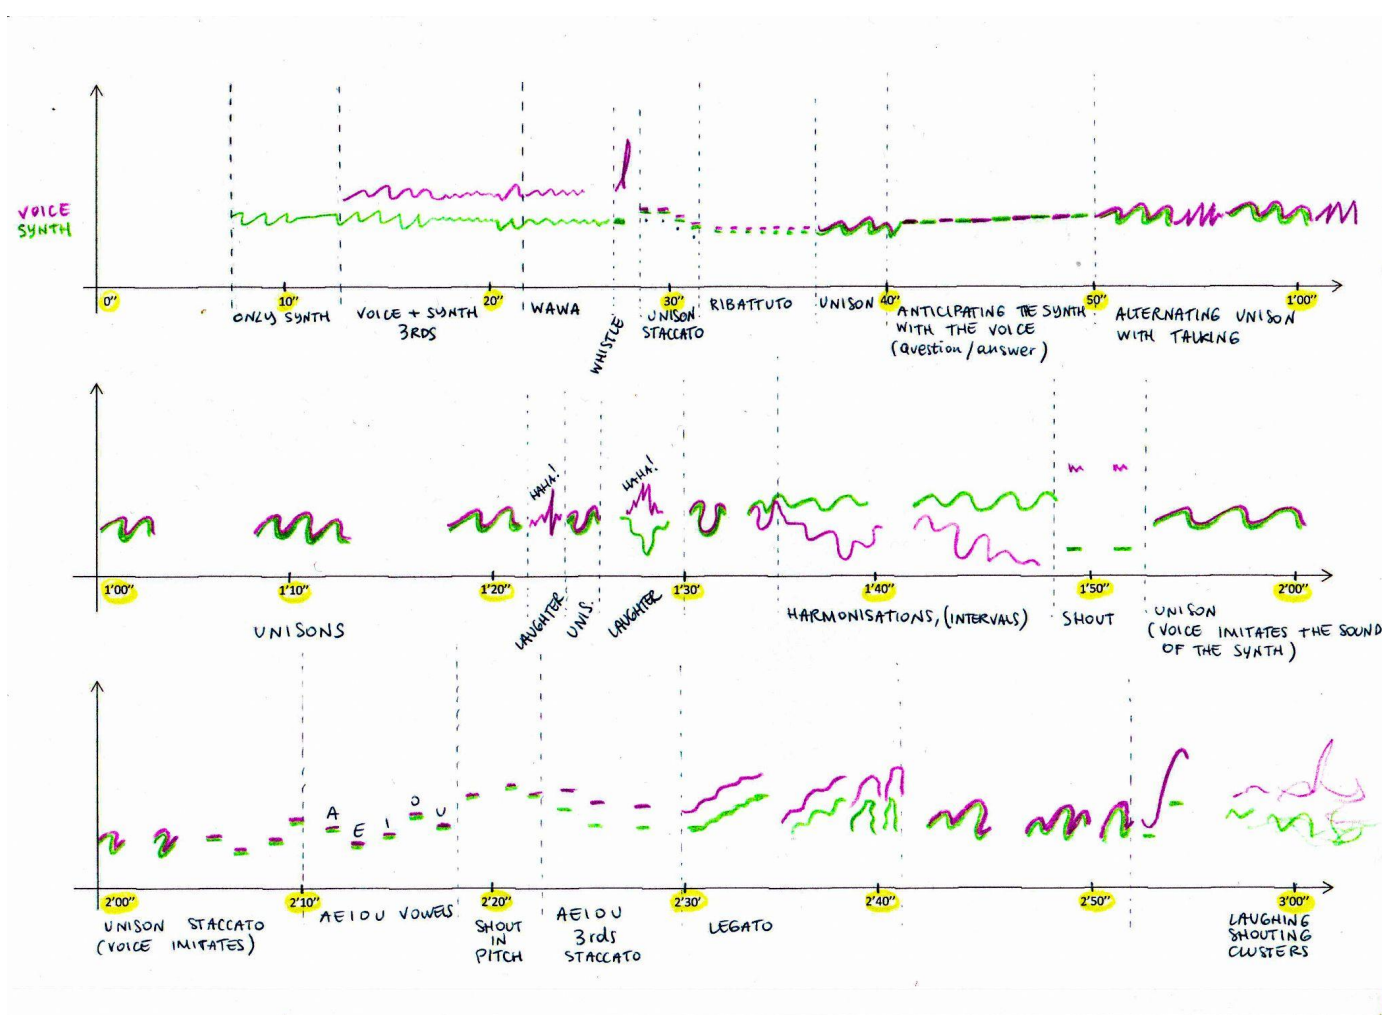 VOICE
SYNTH
0" 10" 20" 30" 40" 50" 1'00"
ONLY SYNTH
VOICE + SYNTH
3RDS
WAWA
WHISTLE
UNISON
STACCATO
RIBATTUTO
UNISON
ANTICIPATING THE SYNTH
WITH THE VOICE
(question/answer)
ALTERNATING UNISON
WITH TALKING
HAHA!
HAHA!
1'00" 1'10" 1'20" 1'30" 1'40" 1'50" 2'00"
UNISONS
LAUGHTER
UNIS.
LAUGHTER
HARMONISATIONS, (INTERVALS)
SHOUT
UNISON
(VOICE IMITATES THE SOUND
OF THE SYNTH)
A E I O U
2'00" 2'10" 2'20" 2'30" 2'40" 2'50" 3'00"
UNISON STACCATO
(VOICE IMITATES)
AEIOU VOWELS
SHOUT
IN
PITCH
AEIOU
3rds
STACCATO
LEGATO
LAUGHING
SHOUTING
CLUSTERS